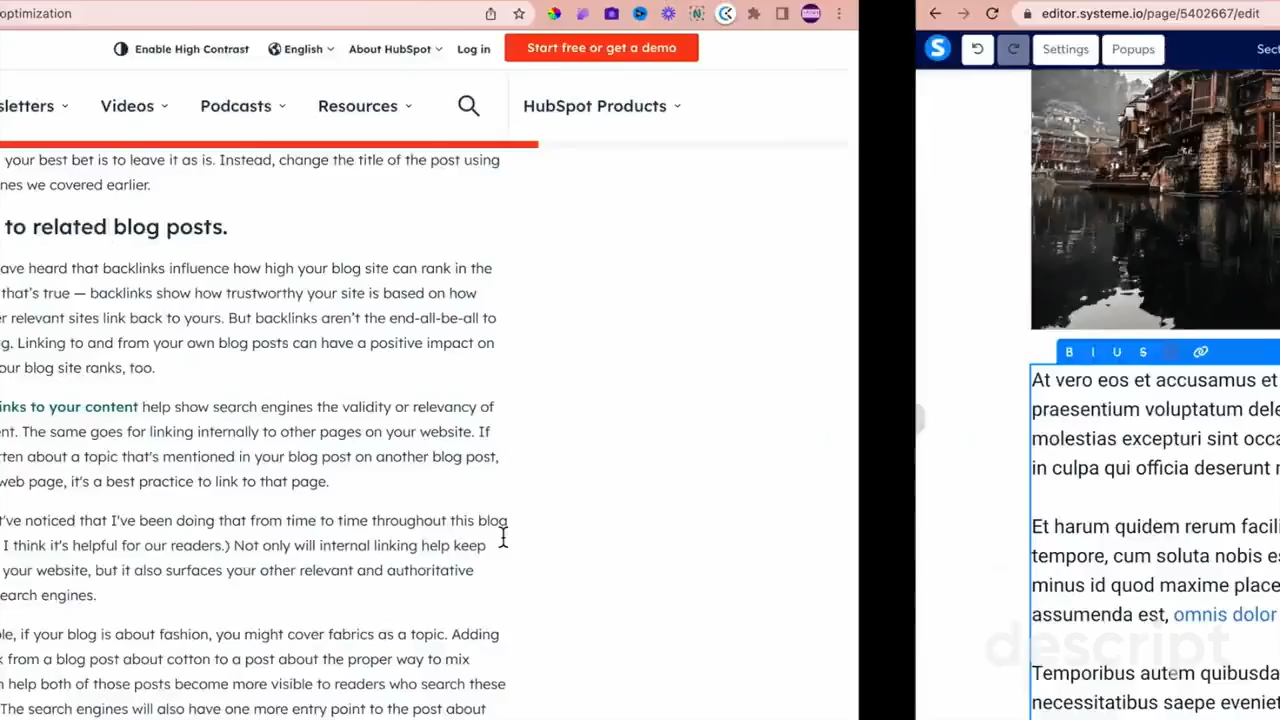 optimization
Enable High Contrast
English
About HubSpot
Log in
Start free or get a demo
sletters
Videos
Podcasts
Resources
HubSpot Products
your best bet is to leave it as is. Instead, change the title of the post using
nes we covered earlier.
to related blog posts.
ave heard that backlinks influence how high your blog site can rank in the
that's true — backlinks show how trustworthy your site is based on how
er relevant sites link back to yours. But backlinks aren't the end-all-be-all to
g. Linking to and from your own blog posts can have a positive impact on
your blog site ranks, too.
inks to your content help show search engines the validity or relevancy of
nt. The same goes for linking internally to other pages on your website. If
tten about a topic that's mentioned in your blog post on another blog post,
web page, it's a best practice to link to that page.
't've noticed that I've been doing that from time to time throughout this blog
I think it's helpful for our readers.) Not only will internal linking help keep
your website, but it also surfaces your other relevant and authoritative
earch engines.
ple, if your blog is about fashion, you might cover fabrics as a topic. Adding
k from a blog post about cotton to a post about the proper way to mix
n help both of those posts become more visible to readers who search these
The search engines will also have one more entry point to the post about
editor.systeme.io/page/5402667/edit
S
Settings
Popups
Sect
B I U S
At vero eos et accusamus et
praesentium voluptatum dele
molestias excepturi sint occa
in culpa qui officia deserunt m
Et harum quidem rerum facili
tempore, cum soluta nobis es
minus id quod maxime place
assumenda est, omnis dolor
descript
Temporibus autem quibusda
necessitatibus saepe eveniet